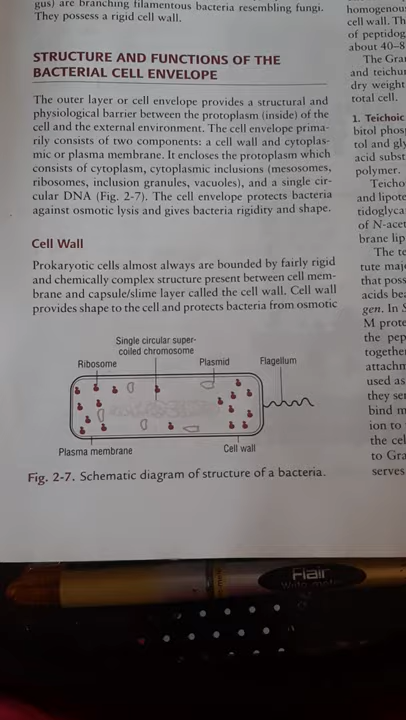 gus) are branching filamentous bacteria resembling fungi.
They possess a rigid cell wall.
STRUCTURE AND FUNCTIONS OF THE
BACTERIAL CELL ENVELOPE
The outer layer or cell envelope provides a structural and
physiological barrier between the protoplasm (inside) of the
cell and the external environment. The cell envelope prima-
rily consists of two components: a cell wall and cytoplas-
mic or plasma membrane. It encloses the protoplasm which
consists of cytoplasm, cytoplasmic inclusions (mesosomes,
ribosomes, inclusion granules, vacuoles), and a single cir-
cular DNA (Fig. 2-7). The cell envelope protects bacteria
against osmotic lysis and gives bacteria rigidity and shape.
Cell Wall
Prokaryotic cells almost always are bounded by fairly rigid
and chemically complex structure present between cell mem-
brane and capsule/slime layer called the cell wall. Cell wall
provides shape to the cell and protects bacteria from osmotic
Single circular super-
coiled chromosome
Ribosome
Plasmid
Flagellum
Plasma membrane
Cell wall
Fig. 2-7. Schematic diagram of structure of a bacteria.
homogenou
cell wall. Th
of peptidog
about 40–8
The Gra
and teichu
dry weight
total cell.
1. Teichoic
bitol phosp
tol and gly
acid subst
polymer.
Teicho
and lipote
tidoglyca
of N-acet
brane lip
The te
tute majo
that poss
acids bea
gen. In S
M prote
the pep
together
attachm
used as
they ser
bind m
ion to
the cel
to Gra
serves
Flair